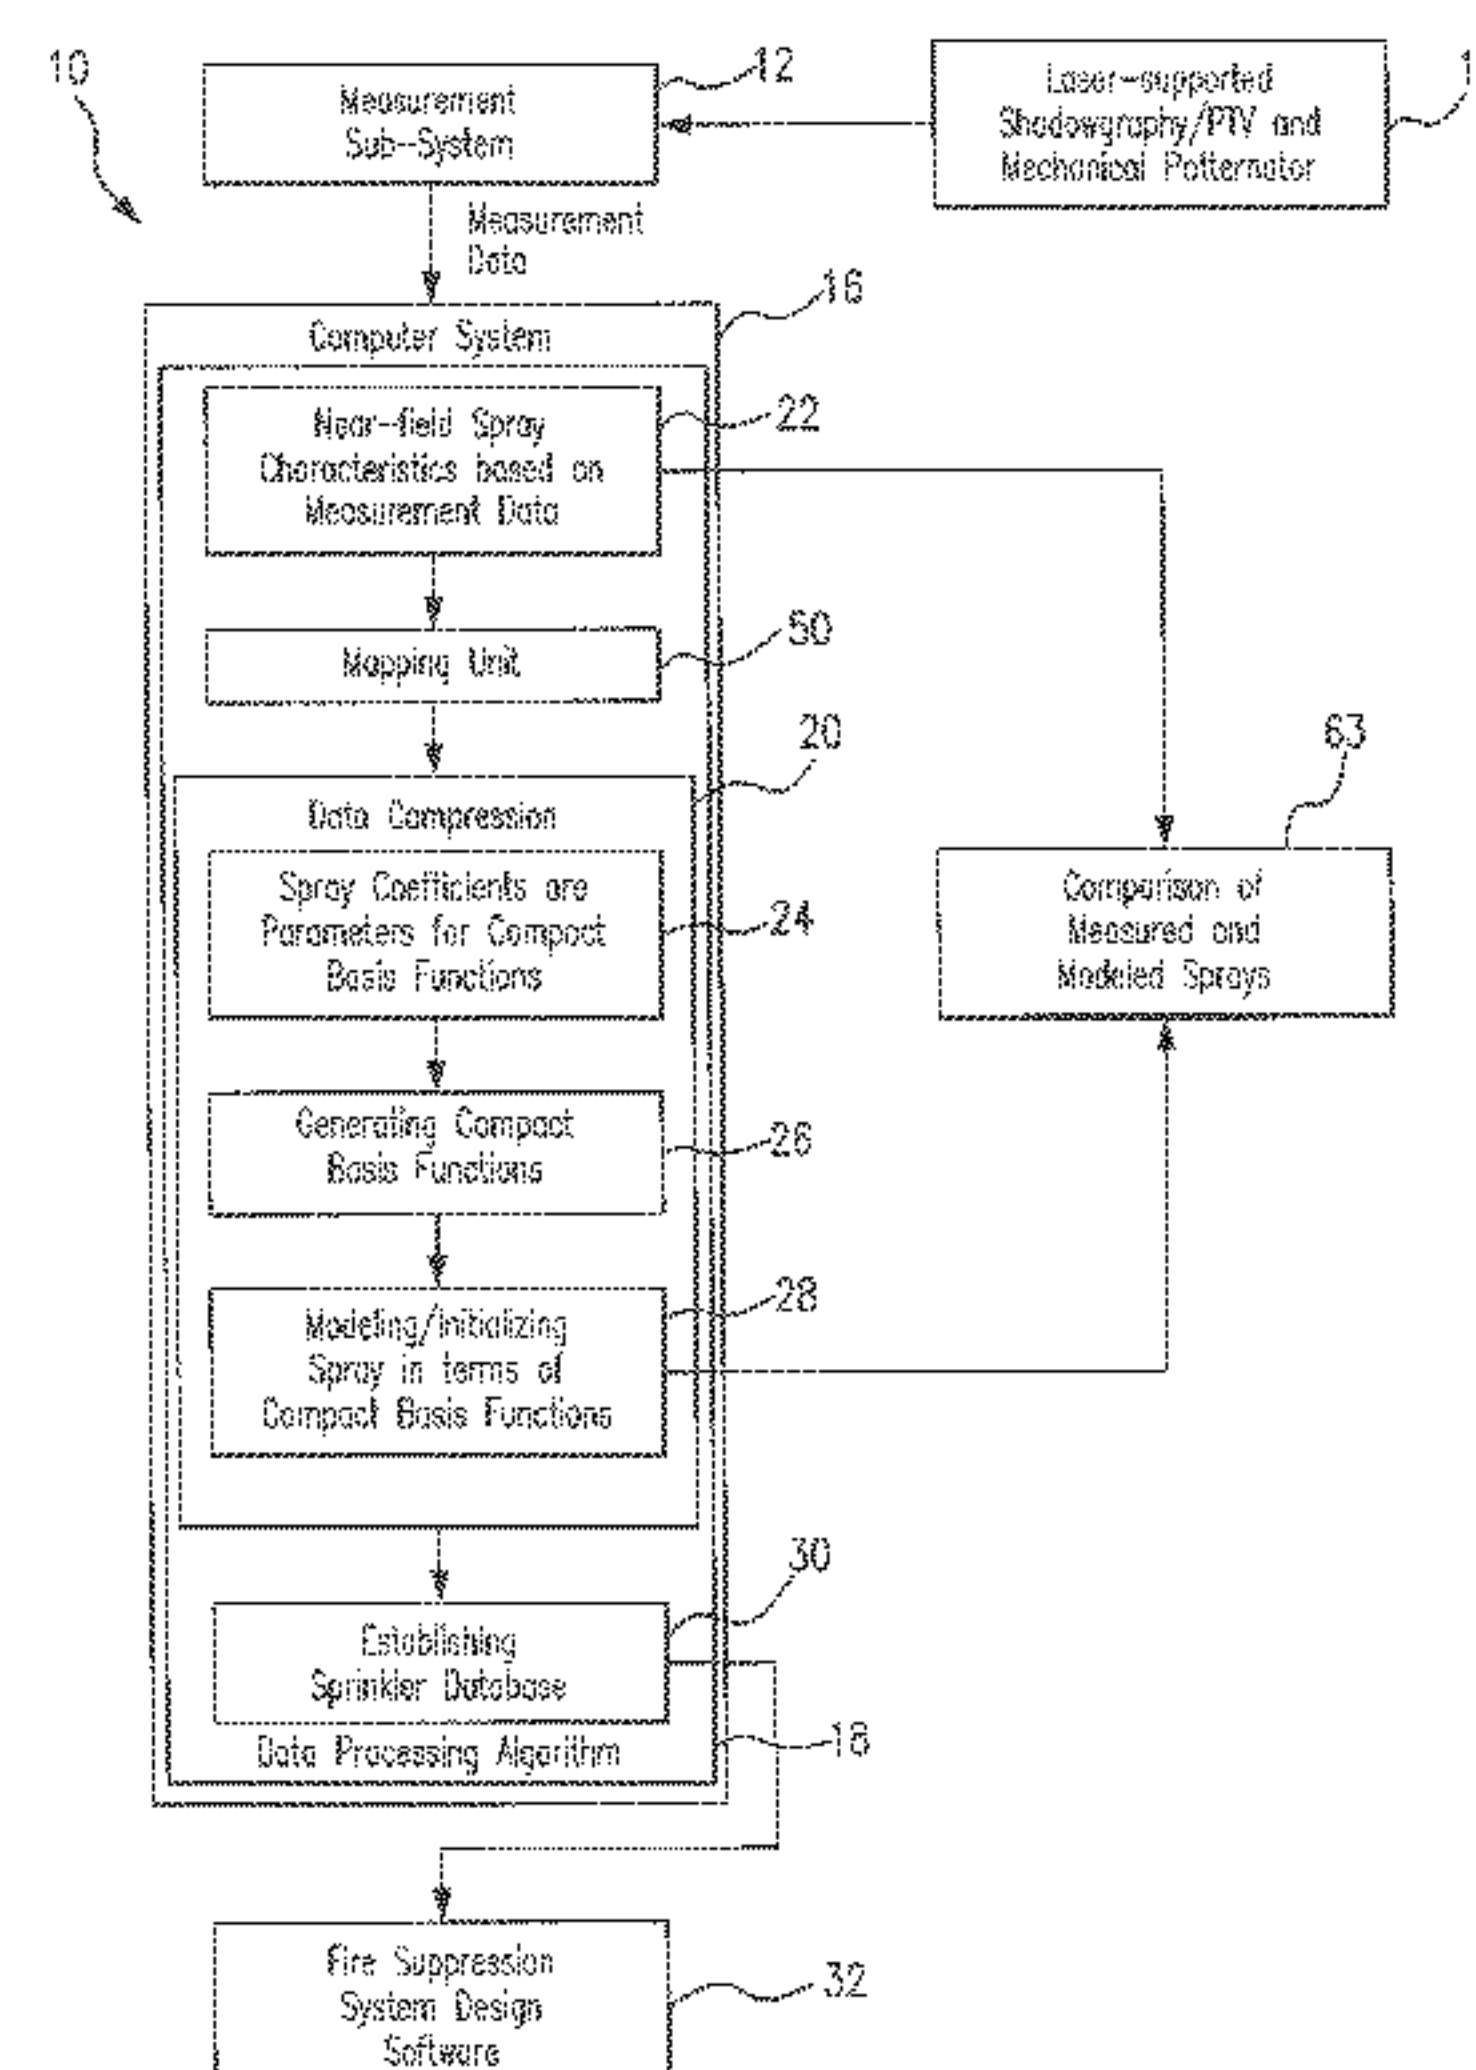 10
Measurement
Sub-System
12
Laser-supported
Shadowgraphy/PTV and
Mechanical Patternator
Measurement
Data
16
Computer System
Near-field Spray
Characteristics based on
Measurement Data
22
Mapping Unit
20
Data Compression
Spray Coefficients are
Parameters for Compact
Basis Functions
24
63
Comparison of
Measured and
Modeled Sprays
Generating Compact
Basis Functions
26
Modeling/Initializing
Spray in terms of
Compact Basis Functions
28
30
Establishing
Sprinkler Database
Data Processing Algorithm
18
Fire Suppression
System Design
Software
32